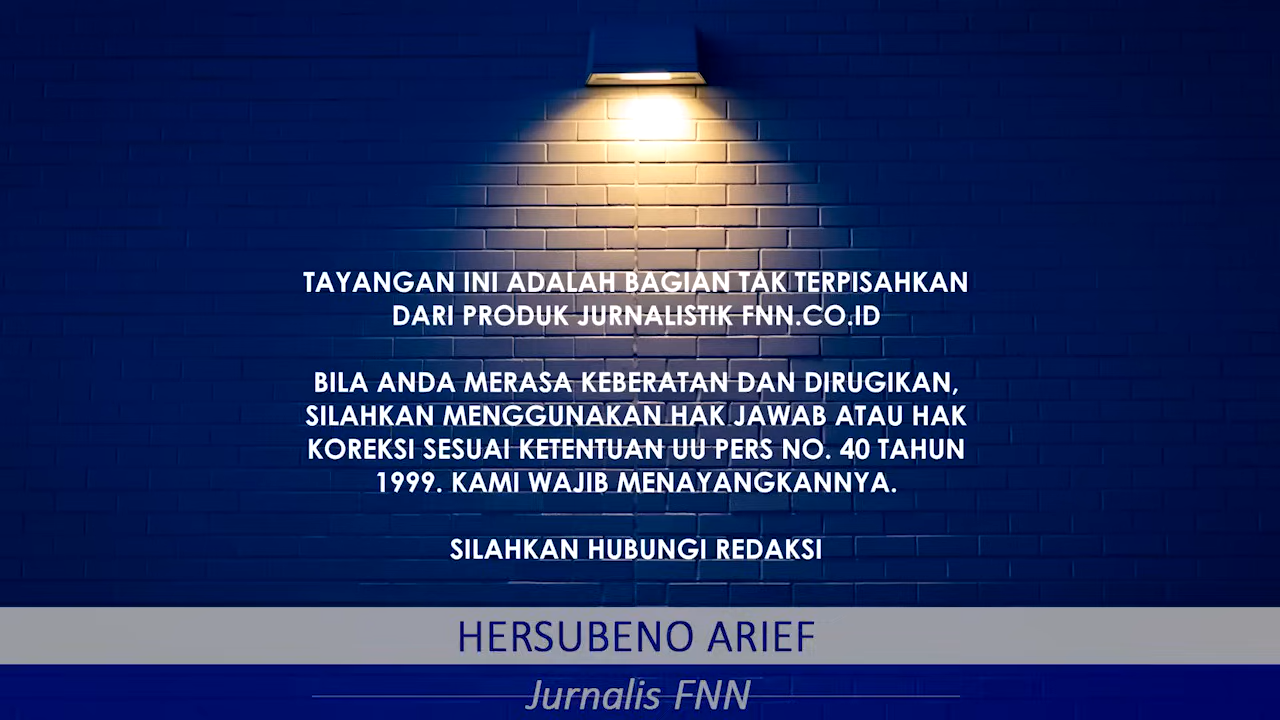 TAYANGAN INI ADALAH BAGIAN TAK TERPISAHKAN
DARI PRODUK JURNALISTIK FNN.CO.ID
BILA ANDA MERASA KEBERATAN DAN DIRUGIKAN,
SILAHKAN MENGGUNAKAN HAK JAWAB ATAU HAK
KOREKSI SESUAI KETENTUAN UU PERS NO. 40 TAHUN
1999. KAMI WAJIB MENAYANGKANNYA.
SILAHKAN HUBUNGI REDAKSI
HERSUBENO ARIEF
Jurnalis FNN